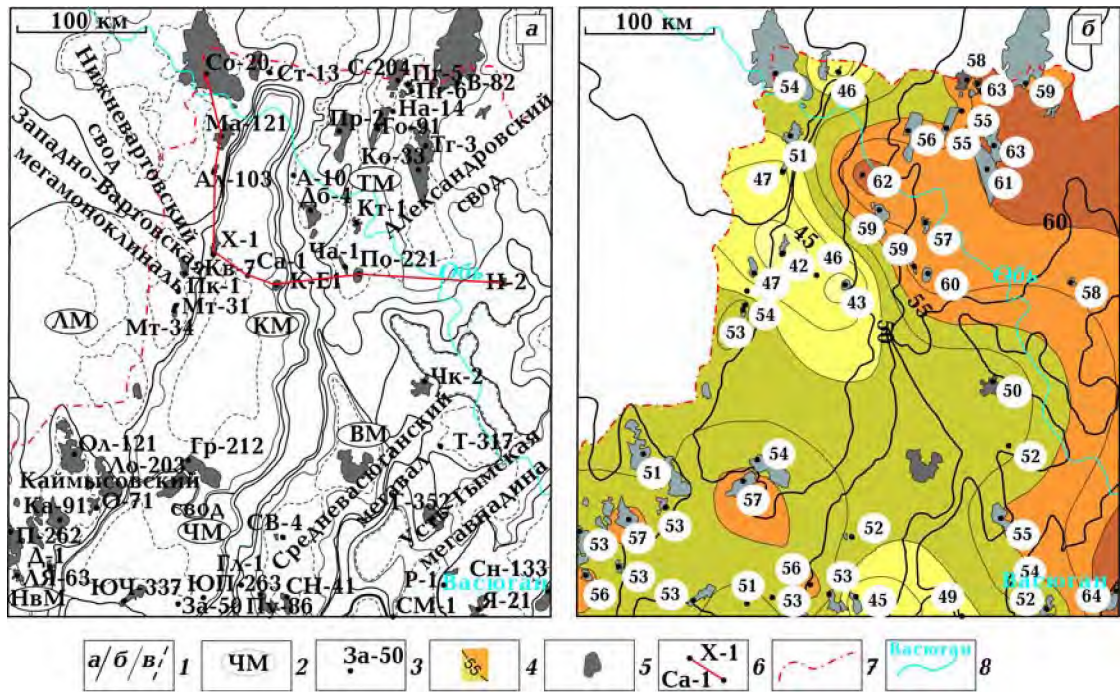 100 км
а
Со-20
Ст-13
С-204
Пг-5
В-82
Пг-6
На-14
Го-91
Нижневартовский
свод
Ма-121
Пр-2
Тг-3
Ко-33
Александровский
свод
Западно-Вартовская
мегамоноклиналь
Ал-103
А-10
ТМ
Дб-4
Кт-1
Х-1
Са-1
Ча-1
По-221
Обь
Кв-7
К-Е1
Н-2
Пк-1
Мт-31
ЛМ
Мт-34
КМ
Чк-2
ВМ
Ол-121
Гр-212
Т-317
Ло-203
Каймысовский
свод
О-71
Ка-91
Средневасюганский
мегавал
Усть-Тымская
мегавпадина
ЧМ
СВ-4
П-262
Д-1
ЛЯ-63
Гл-1
НвМ
ЮЧ-337
ЮП-263
СН-41
Р-1
Васюган
Сн-133
За-50
Пу-86
СМ-1
Я-21
100 км
б
58
54
46
63
59
55
56
55
51
63
47
62
61
60
59
57
45
46
59
42
47
60
58
43
54
55
53
50
50
54
52
51
57
53
52
55
57
53
53
56
53
54
Васюган
56
53
51
53
45
49
52
64
а/б/в 1
ЧМ 2
За-50 3
55 4
5
Х-1
Са-1 6
7
Васюган 8